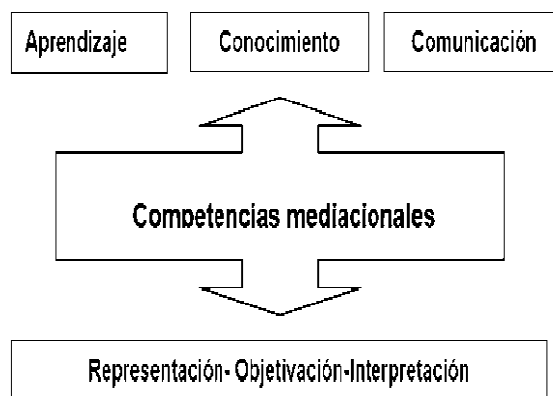 Aprendizaje
Conocimiento
Comunicación
Competencias mediacionales
Representación- Objetivación-Interpretación